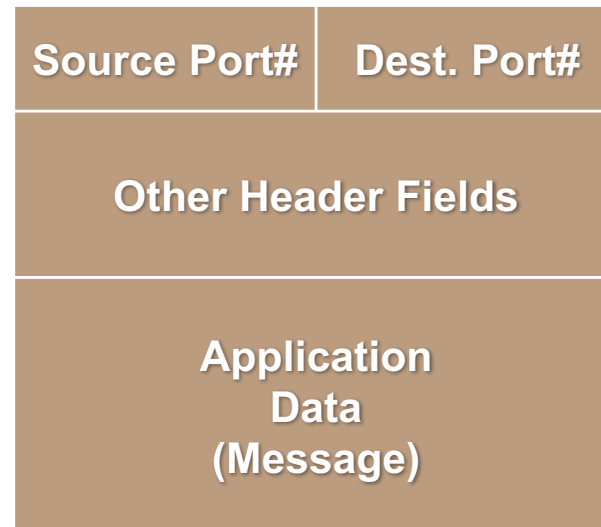 Source Port# Dest. Port#
Other Header Fields
Application
Data
(Message)